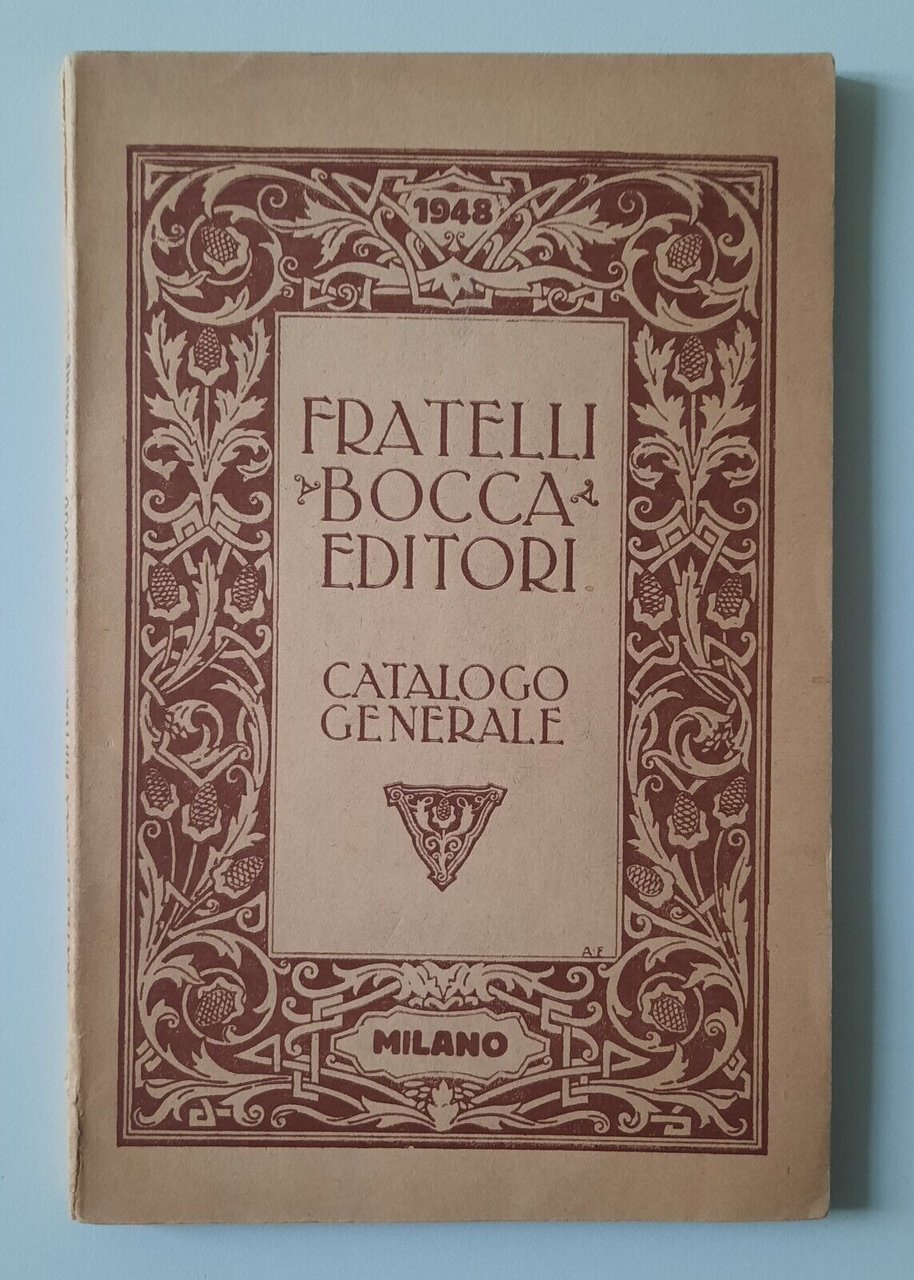 1948
FRATELLI
BOCCA
EDITORI
CATALOGO
GENERALE
A·F
MILANO